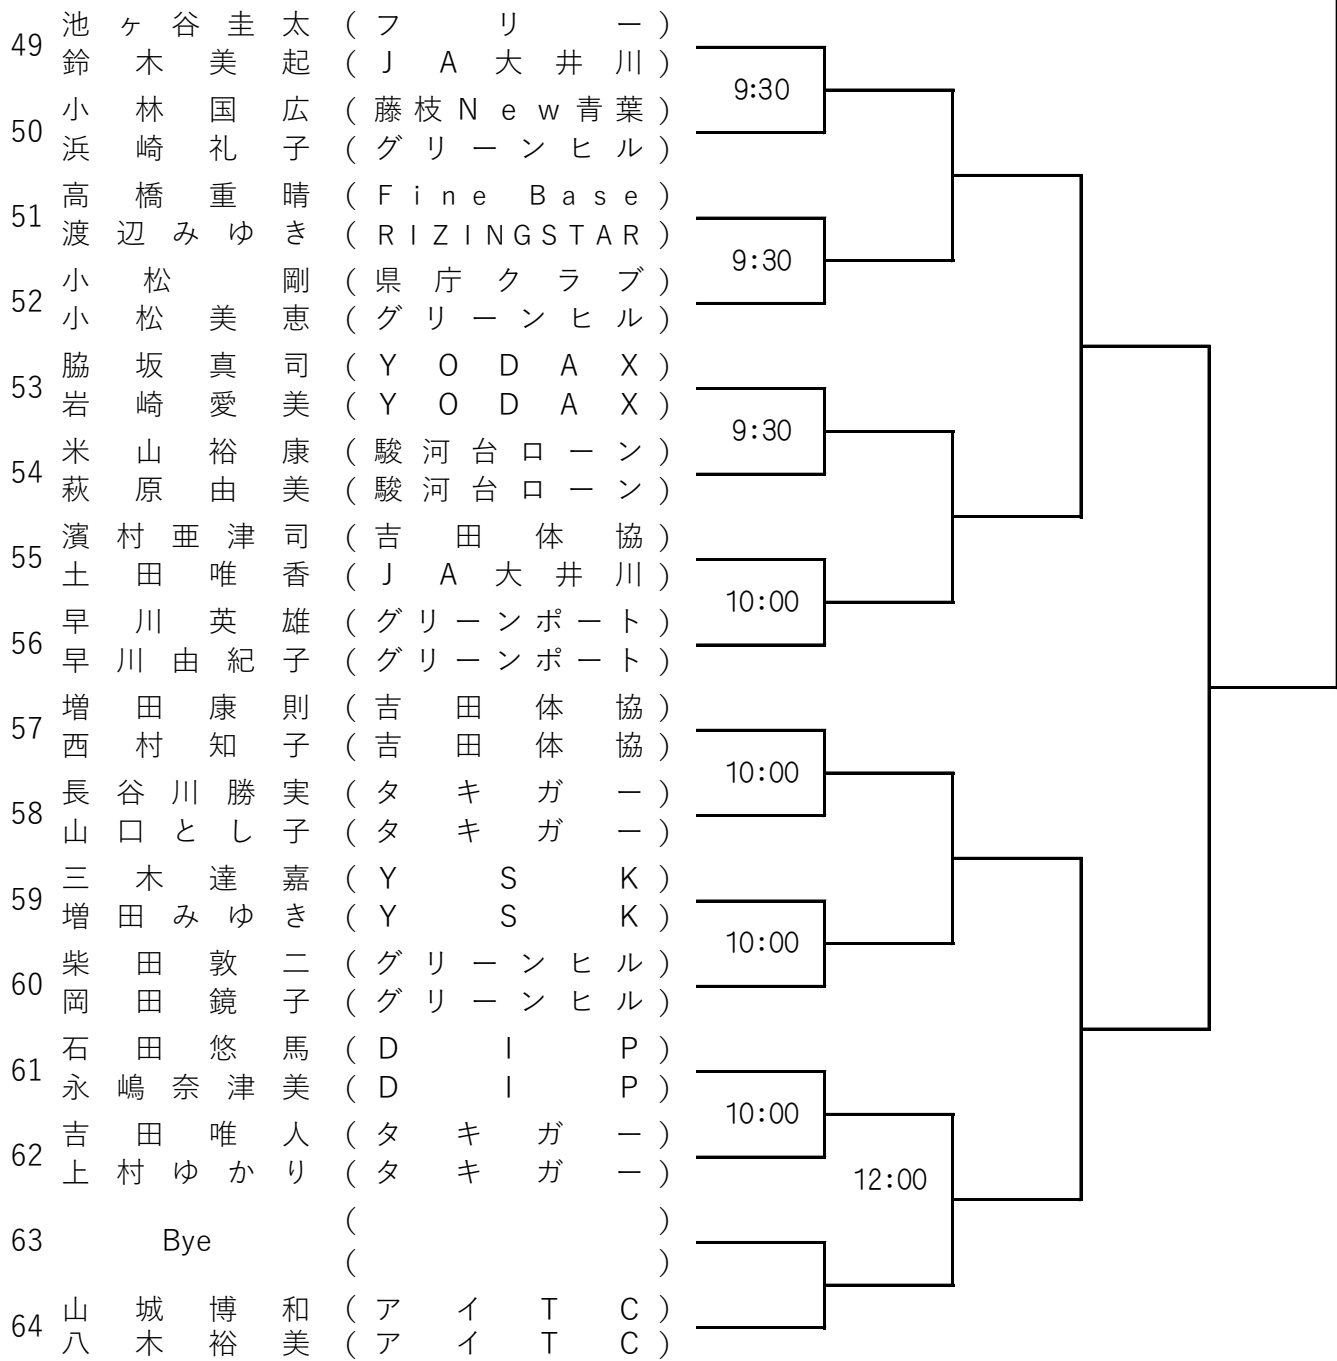 49 池ヶ谷圭太 (フリー)
鈴木美起 (JA大井川)
9:30
50 小林国広 (藤枝New青葉)
浜崎礼子 (グリーンヒル)
51 高橋重晴 (Fine Base)
渡辺みゆき (RIZINGSTAR)
9:30
52 小松剛 (県庁クラブ)
小松美恵 (グリーンヒル)
53 脇坂真司 (YODAX)
岩崎愛美 (YODAX)
9:30
54 米山裕康 (駿河台ローン)
萩原由美 (駿河台ローン)
55 濱村亜津司 (吉田体協)
土田唯香 (JA大井川)
10:00
56 早川英雄 (グリーンポート)
早川由紀子 (グリーンポート)
57 増田康則 (吉田体協)
西村知子 (吉田体協)
10:00
58 長谷川勝実 (タキガー)
山口とし子 (タキガー)
59 三木達嘉 (YSK)
増田みゆき (YSK)
10:00
60 柴田敦二 (グリーンヒル)
岡田鏡子 (グリーンヒル)
61 石田悠馬 (DIP)
永嶋奈津美 (DIP)
10:00
62 吉田唯人 (タキガー)
上村ゆかり (タキガー)
12:00
63 Bye ( )
( )
64 山城博和 (アイTC)
八木裕美 (アイTC)